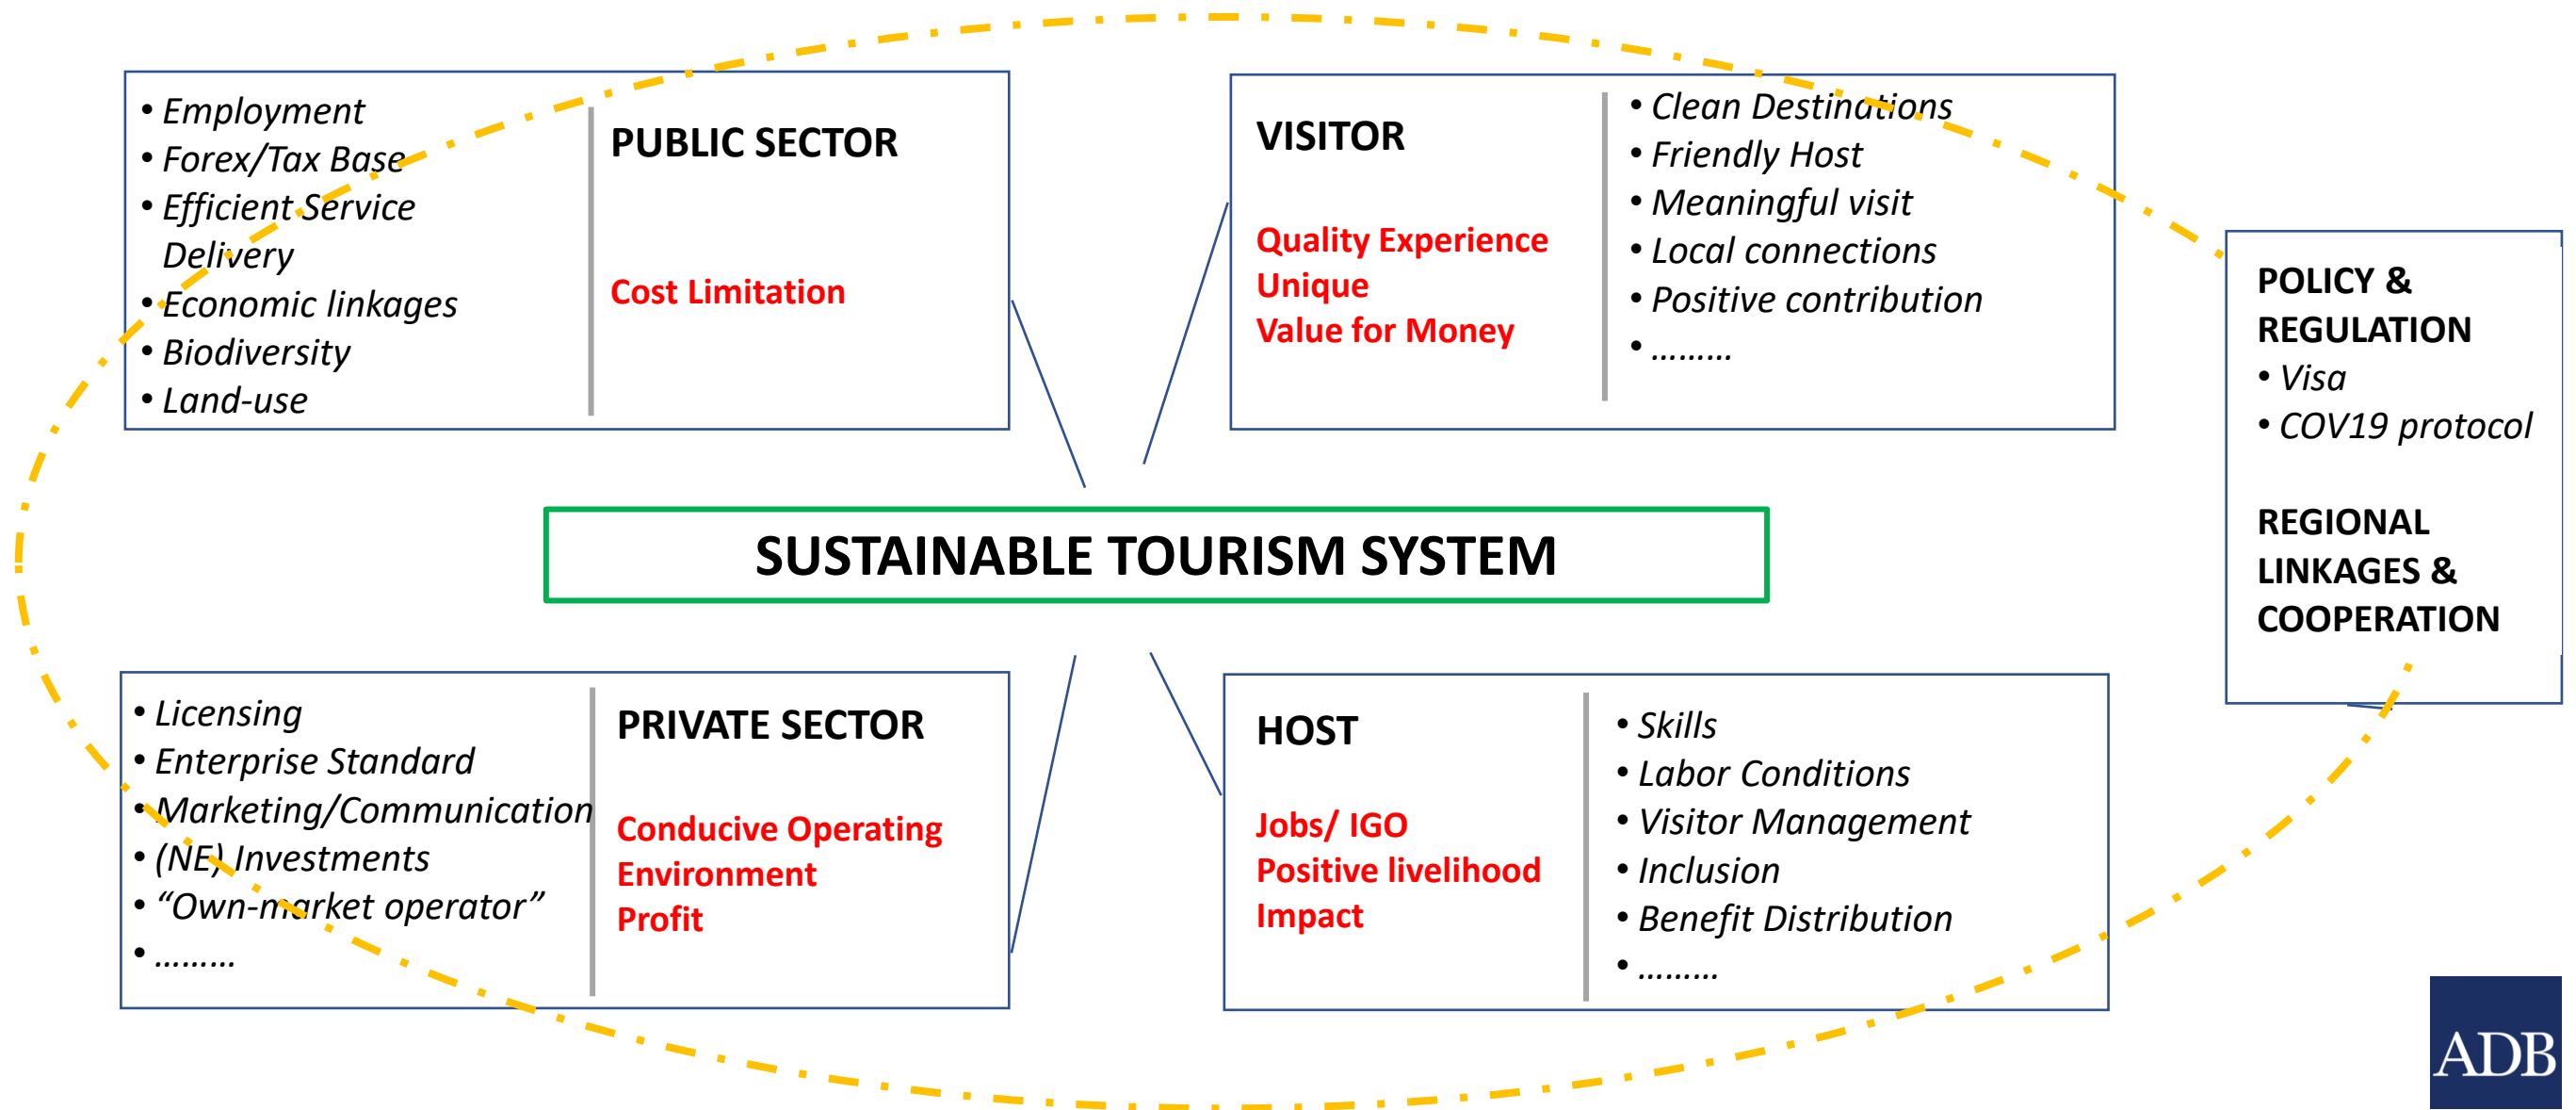 • Employment
• Forex/Tax Base
• Efficient Service
Delivery
• Economic linkages
• Biodiversity
• Land-use
PUBLIC SECTOR
Cost Limitation
VISITOR
Quality Experience
Unique
Value for Money
• Clean Destinations
• Friendly Host
• Meaningful visit
• Local connections
• Positive contribution
• ………
POLICY &
REGULATION
• Visa
• COV19 protocol
REGIONAL
LINKAGES &
COOPERATION
SUSTAINABLE TOURISM SYSTEM
• Licensing
• Enterprise Standard
• Marketing/Communication
• (NE) Investments
• “Own-market operator”
• ………
PRIVATE SECTOR
Conducive Operating
Environment
Profit
HOST
Jobs/ IGO
Positive livelihood
Impact
• Skills
• Labor Conditions
• Visitor Management
• Inclusion
• Benefit Distribution
• ………
ADB